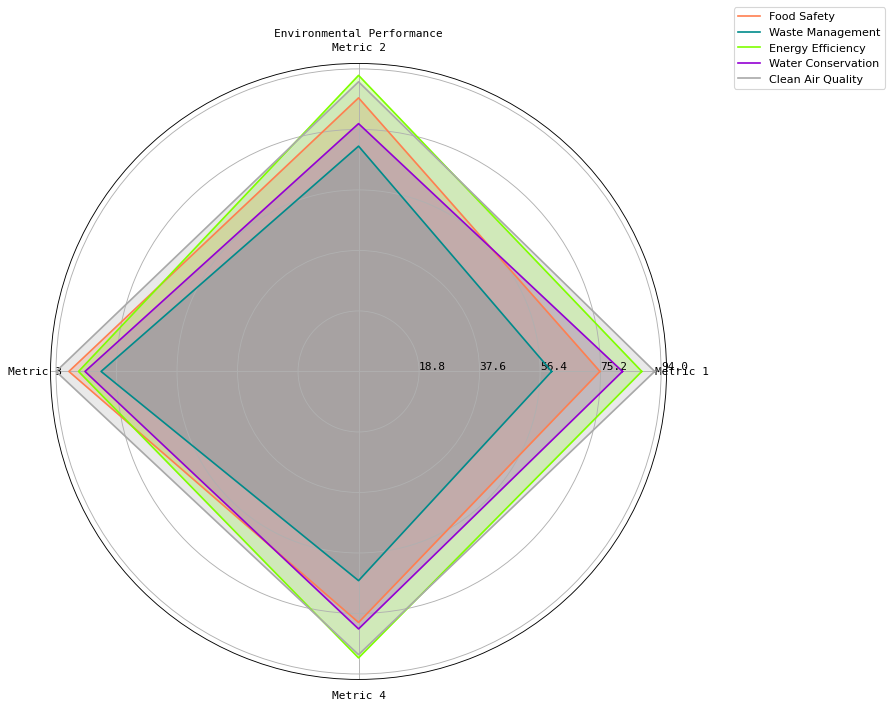 Environmental Performance
Metric 2
Food Safety
Waste Management
Energy Efficiency
Water Conservation
Clean Air Quality
Metric 3
18.8
37.6
56.4
75.2
94.0
Metric 1
Metric 4